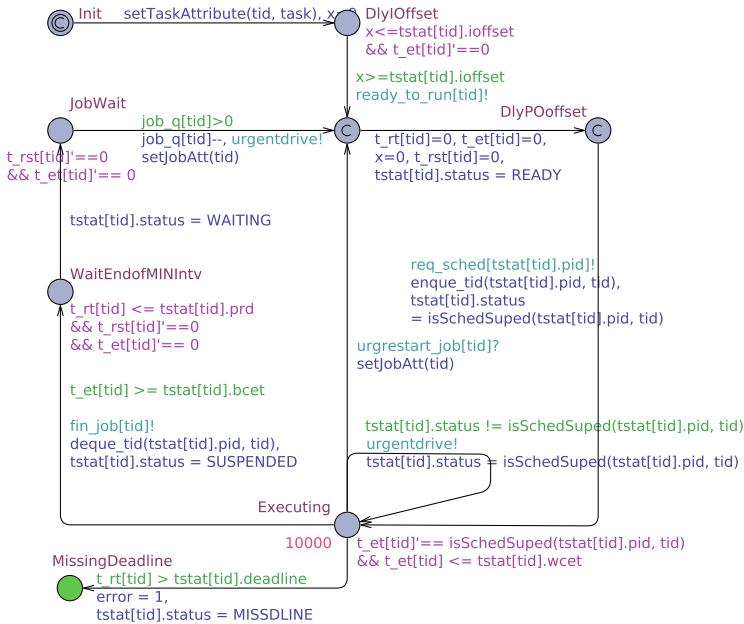 Init
setTaskAttribute(tid, task), x=0
DlyIOffset
x<=tstat[tid].ioffset
&& t_et[tid]'==0
x>=tstat[tid].ioffset
ready_to_run[tid]!
JobWait
job_q[tid]>0
job_q[tid]--, urgentdrive!
setJobAtt(tid)
t_rst[tid]'==0
&& t_et[tid]'== 0
C
C
C
DlyPOoffset
t_rt[tid]=0, t_et[tid]=0,
x=0, t_rst[tid]=0,
tstat[tid].status = READY
tstat[tid].status = WAITING
WaitEndofMINIntv
t_rt[tid] <= tstat[tid].prd
&& t_rst[tid]'==0
&& t_et[tid]'== 0
req_sched[tstat[tid].pid]!
enque_tid(tstat[tid].pid, tid),
tstat[tid].status
= isSchedSuped(tstat[tid].pid, tid)
urgrestart_job[tid]?
setJobAtt(tid)
t_et[tid] >= tstat[tid].bcet
fin_job[tid]!
deque_tid(tstat[tid].pid, tid),
tstat[tid].status = SUSPENDED
tstat[tid].status != isSchedSuped(tstat[tid].pid, tid)
urgentdrive!
tstat[tid].status = isSchedSuped(tstat[tid].pid, tid)
Executing
10000
t_et[tid]'== isSchedSuped(tstat[tid].pid, tid)
&& t_et[tid] <= tstat[tid].wcet
MissingDeadline
t_rt[tid] > tstat[tid].deadline
error = 1,
tstat[tid].status = MISSDLINE